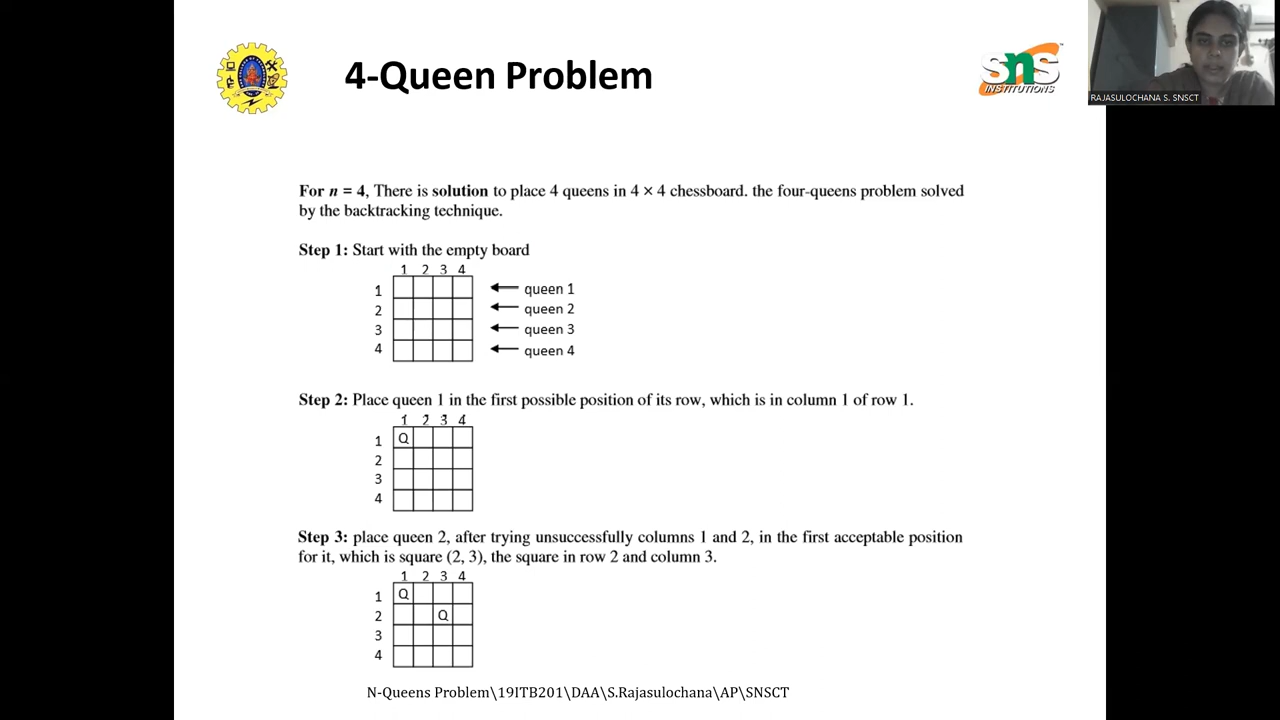 4-Queen Problem
SNS
INSTITUTIONS
RAJASULOCHANA S. SNSCT
For n = 4, There is solution to place 4 queens in 4 × 4 chessboard. the four-queens problem solved
by the backtracking technique.
Step 1: Start with the empty board
1 2 3 4
1 queen 1
2 queen 2
3 queen 3
4 queen 4
Step 2: Place queen 1 in the first possible position of its row, which is in column 1 of row 1.
1 2 3 4
1 Q
2
3
4
Step 3: place queen 2, after trying unsuccessfully columns 1 and 2, in the first acceptable position
for it, which is square (2, 3), the square in row 2 and column 3.
1 2 3 4
1 Q
2 Q
3
4
N-Queens Problem\19ITB201\DAA\S.Rajasulochana\AP\SNSCT